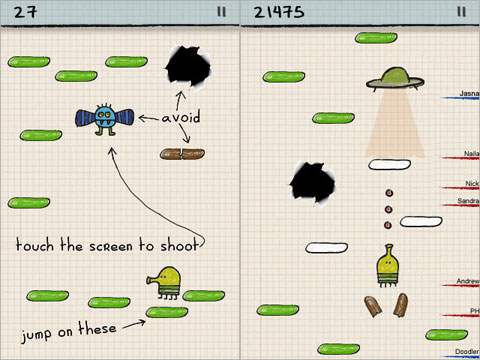 27
avoid
touch the screen to shoot
jump on these
21475
Jasna
Naila
Nick
Sandra
Andrew
PH
Doodler